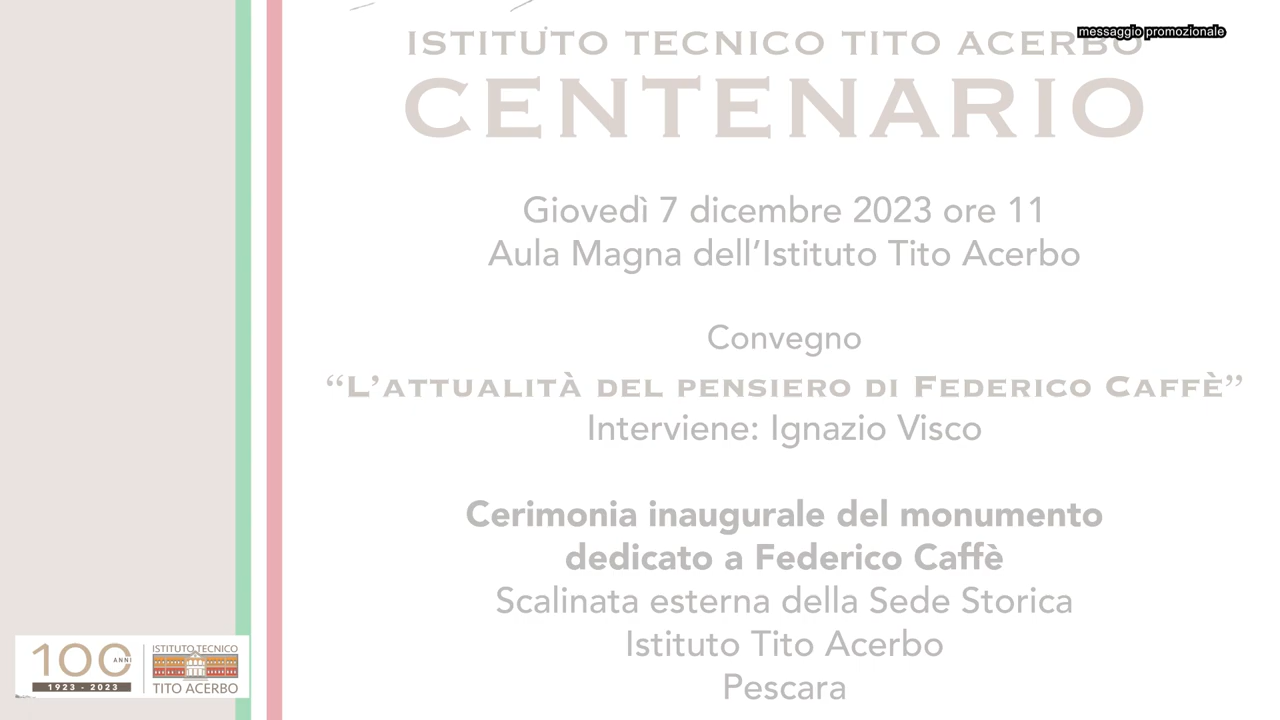 messaggio promozionale
ISTITUTO TECNICO TITO ACERBO
CENTENARIO
Giovedì 7 dicembre 2023 ore 11
Aula Magna dell’Istituto Tito Acerbo
Convegno
“L’attualità del pensiero di Federico Caffè”
Interviene: Ignazio Visco
Cerimonia inaugurale del monumento
dedicato a Federico Caffè
Scalinata esterna della Sede Storica
Istituto Tito Acerbo
Pescara
100 ANNI
1923 - 2023
ISTITUTO TECNICO
TITO ACERBO